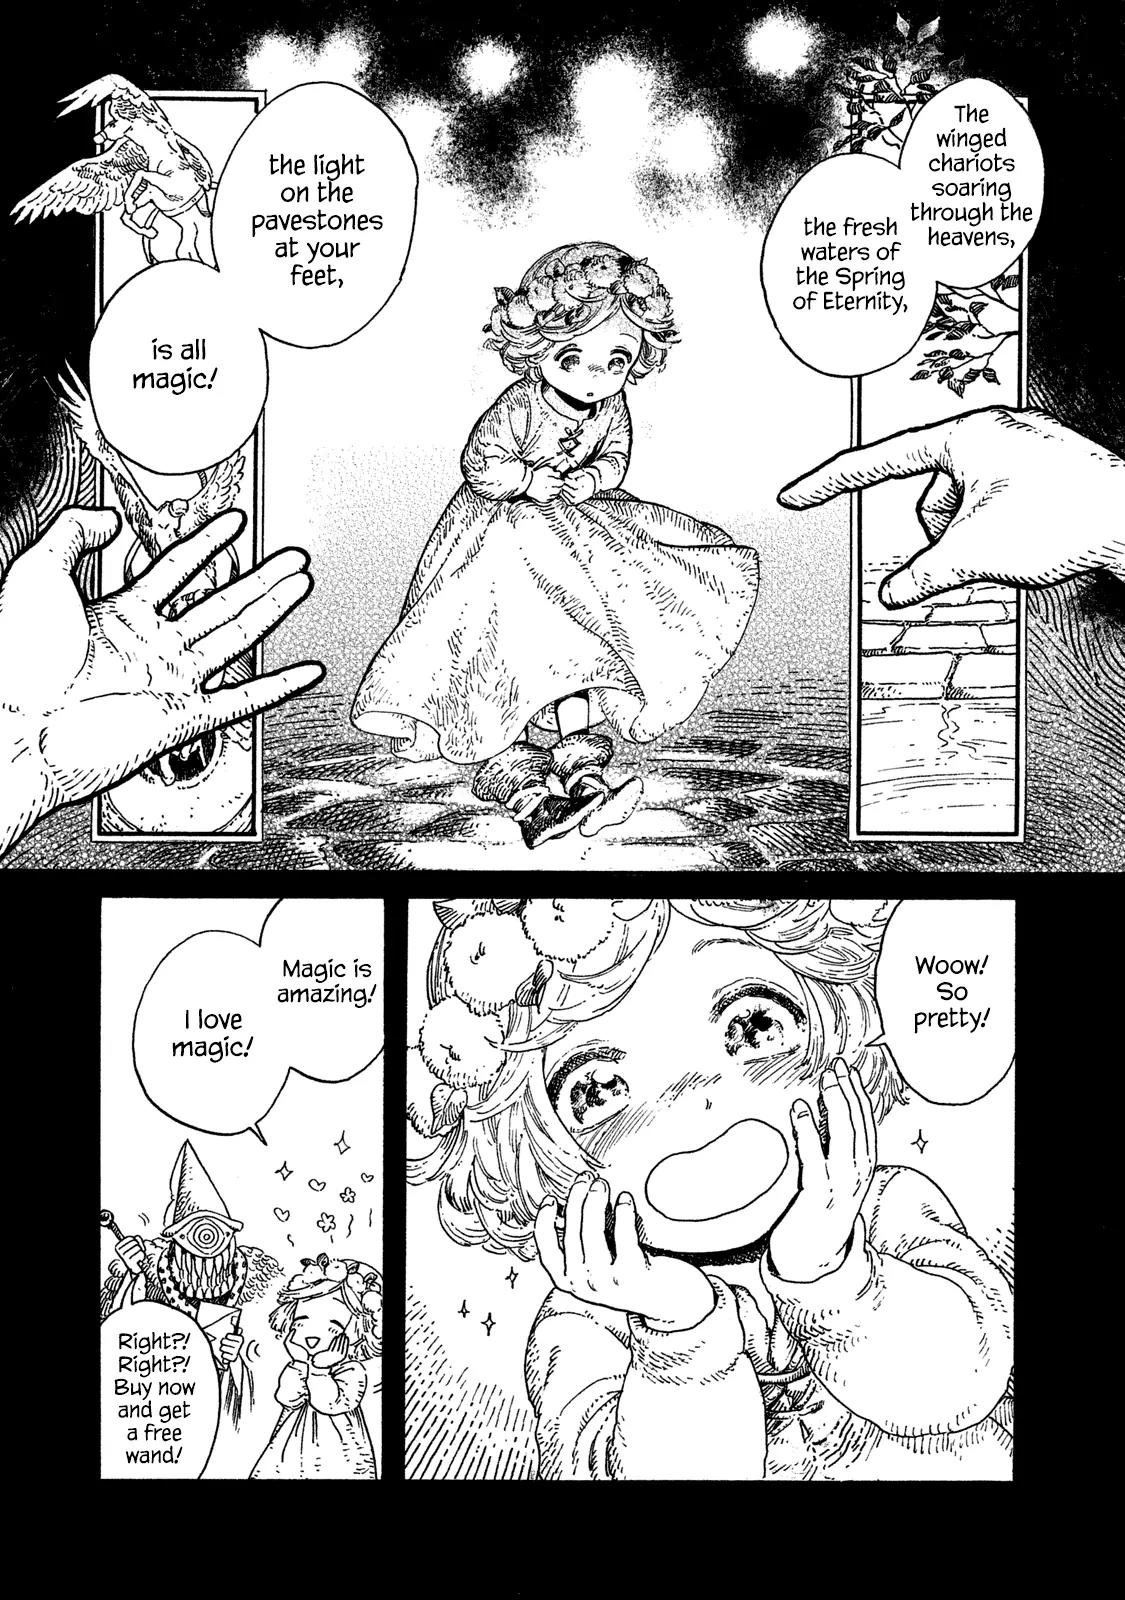 The
winged
chariots
soaring
through the
heavens,
the fresh
waters of
the Spring
of Eternity,
the light
on the
pavestones
at your
feet,
is all
magic!
Woow!
So
pretty!
Magic is
amazing!
I love
magic!
Right?!
Right?!
Buy now
and get
a free
wand!